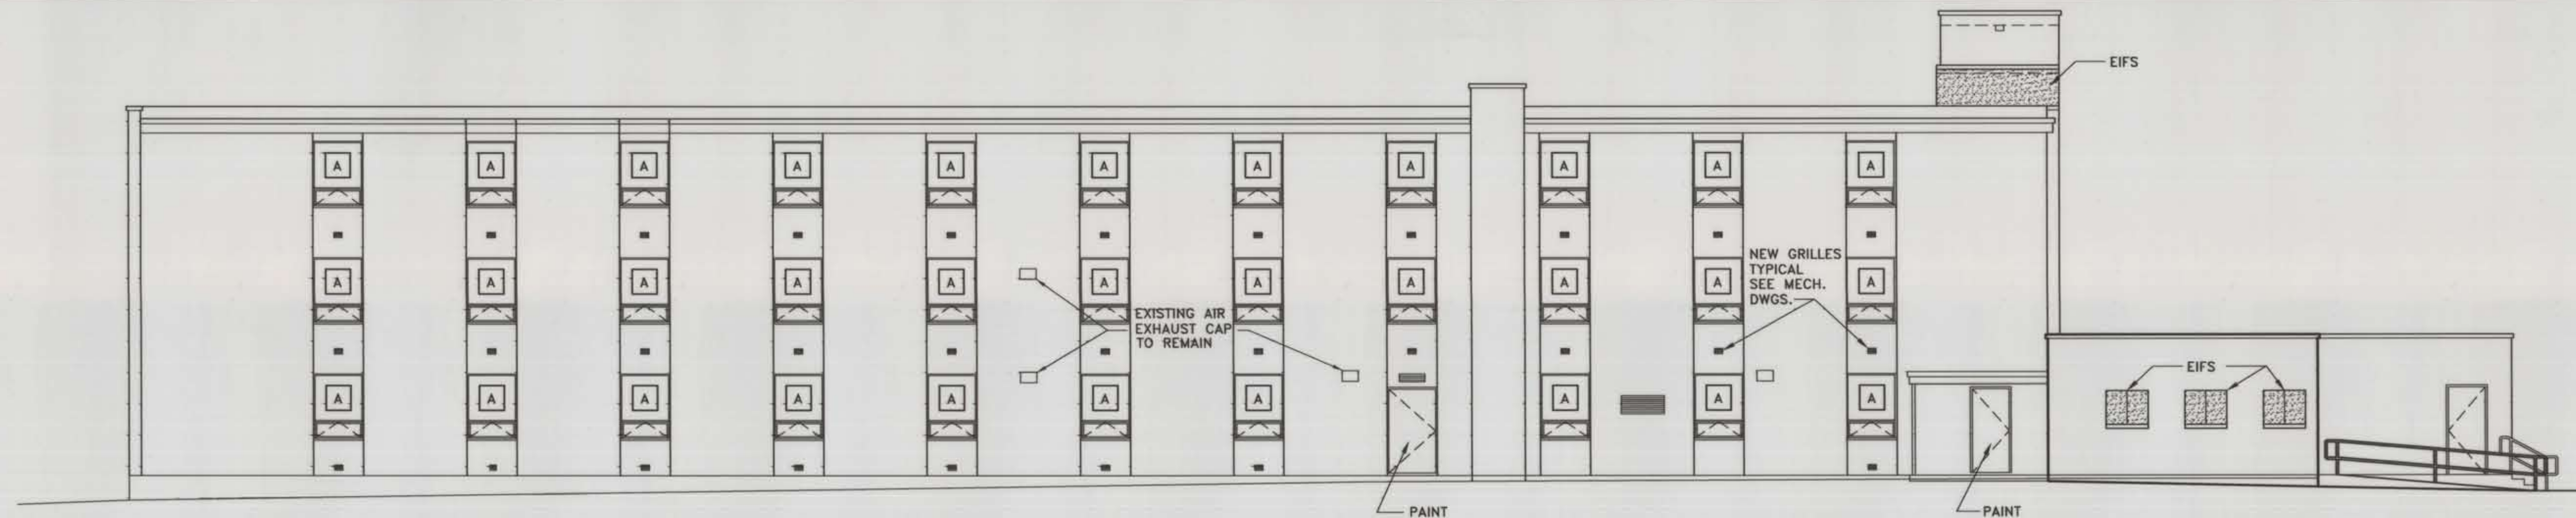 EIFS
A A A A A A A A A A A
NEW GRILLES
TYPICAL
SEE MECH.
DWGS.
A A A A A A A A A A A
EXISTING AIR
EXHAUST CAP
TO REMAIN
EIFS
A A A A A A A A A A
PAINT
PAINT